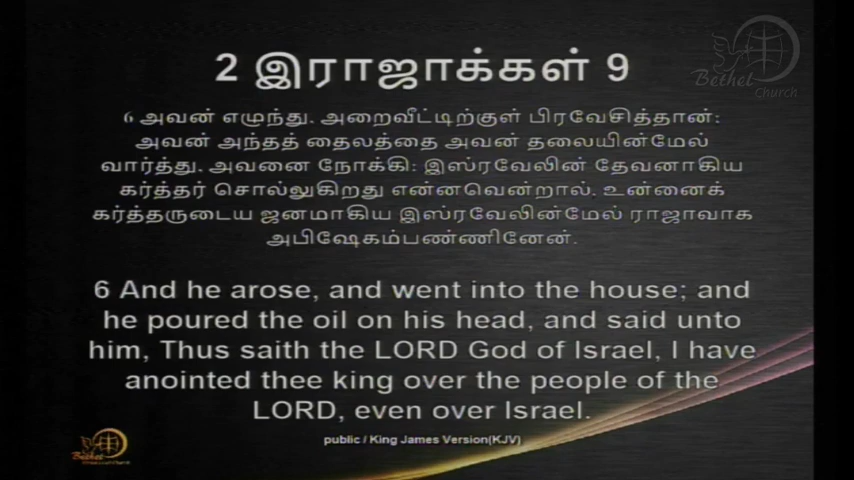 Bethel
Church
2 இராஜாக்கள் 9
6 அவன் எழுந்து, அறைவீட்டிற்குள் பிரவேசித்தான்:
அவன் அந்தத் தைலத்தை அவன் தலையின்மேல்
வார்த்து, அவனை நோக்கி: இஸ்ரவேலின் தேவனாகிய
கர்த்தர் சொல்லுகிறது என்னவென்றால், உன்னைக்
கர்த்தருடைய ஜனமாகிய இஸ்ரவேலின்மேல் ராஜாவாக
அபிஷேகம்பண்ணினேன்.
6 And he arose, and went into the house; and
he poured the oil on his head, and said unto
him, Thus saith the LORD God of Israel, I have
anointed thee king over the people of the
LORD, even over Israel.
public / King James Version(KJV)
Bethel